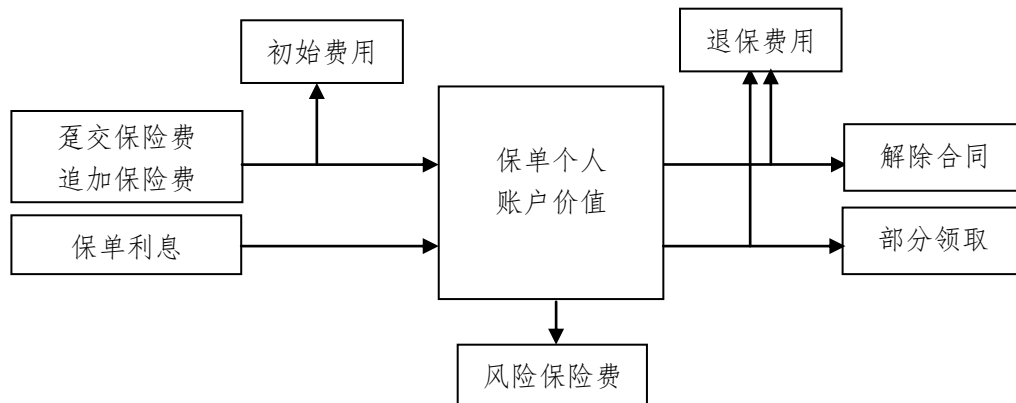 初始费用
退保费用
趸交保险费
追加保险费
保单个人
账户价值
解除合同
保单利息
部分领取
风险保险费